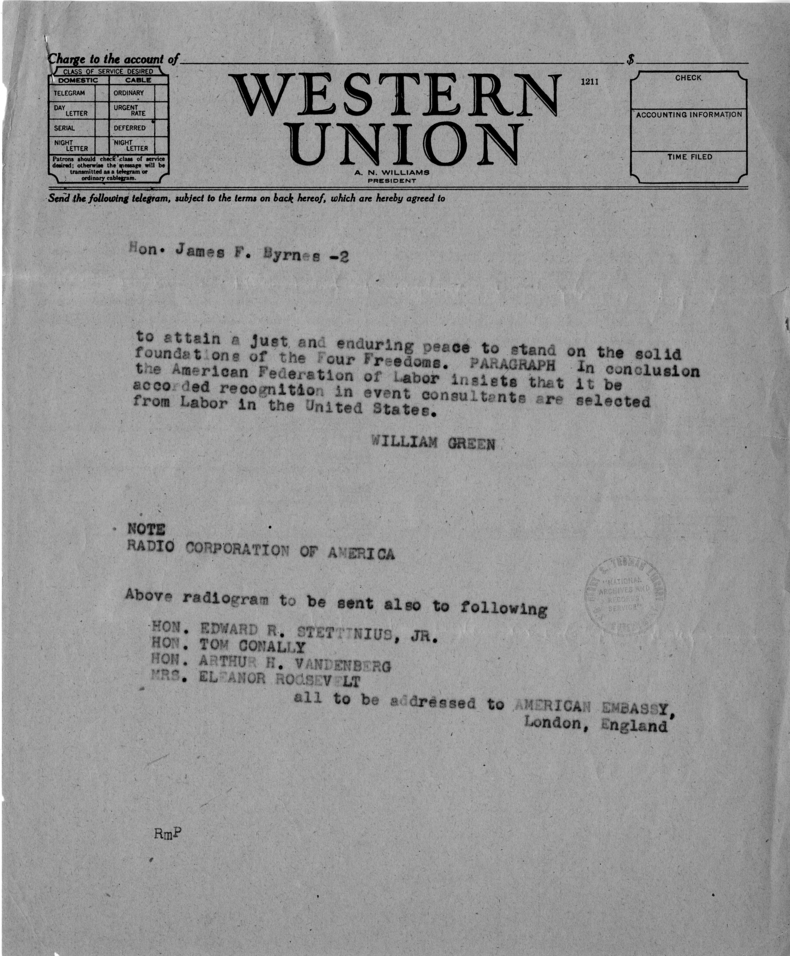 Charge to the account of $
CLASS OF SERVICE DESIRED
DOMESTIC CABLE
TELEGRAM ORDINARY
DAY LETTER URGENT RATE
SERIAL DEFERRED
NIGHT LETTER NIGHT LETTER
Patrons should check class of service
desired; otherwise the message will be
transmitted as a telegram or
ordinary cablegram.
WESTERN
UNION
1211
A. N. WILLIAMS
PRESIDENT
CHECK
ACCOUNTING INFORMATION
TIME FILED
Send the following telegram, subject to the terms on back hereof, which are hereby agreed to
Hon. James F. Byrnes -2
to attain a just and enduring peace to stand on the solid
foundations of the Four Freedoms. PARAGRAPH In conclusion
the American Federation of Labor insists that it be
accorded recognition in event consultants are selected
from Labor in the United States.
WILLIAM GREEN
NOTE
RADIO CORPORATION OF AMERICA
Above radiogram to be sent also to following
HON. EDWARD R. STETTINIUS, JR.
HON. TOM CONALLY
HON. ARTHUR H. VANDENBERG
MRS. ELEANOR ROOSEVELT
all to be addressed to AMERICAN EMBASSY,
London, England
RmP